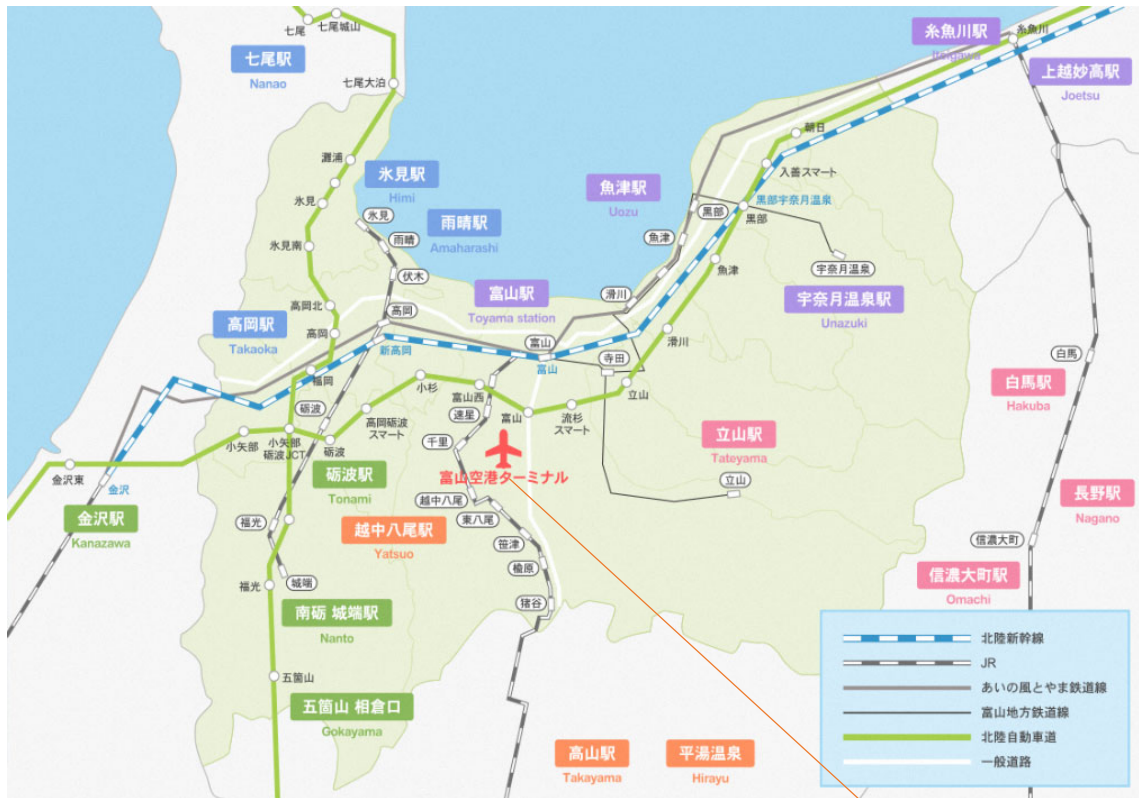 七尾
七尾城山
七尾駅
Nanao
七尾大泊
糸魚川駅
Itoigawa
糸魚川
上越妙高駅
Joetsu
朝日
入善スマート
灘浦
氷見駅
Himi
氷見
氷見
雨晴駅
Amaharashi
雨晴
氷見南
伏木
魚津駅
Uozu
黒部宇奈月温泉
黒部
黒部
魚津
魚津
宇奈月温泉
宇奈月温泉駅
Unazuki
富山駅
Toyama station
滑川
滑川
高岡北
高岡
高岡駅
Takaoka
高岡
新高岡
富山
富山
寺田
白馬
白馬駅
Hakuba
福岡
小杉
富山西
立山
砺波
高岡砺波
スマート
速星
富山
流杉
スマート
小矢部
小矢部
砺波JCT
砺波
千里
立山駅
Tateyama
立山
金沢東
金沢
砺波駅
Tonami
富山空港ターミナル
長野駅
Nagano
金沢駅
Kanazawa
福光
越中八尾駅
Yatsuo
越中八尾
東八尾
笹津
楡原
猪谷
信濃大町
信濃大町駅
Omachi
城端
福光
南砺 城端駅
Nanto
五箇山
五箇山 相倉口
Gokayama
高山駅
Takayama
平湯温泉
Hirayu
北陸新幹線
JR
あいの風とやま鉄道線
富山地方鉄道線
北陸自動車道
一般道路